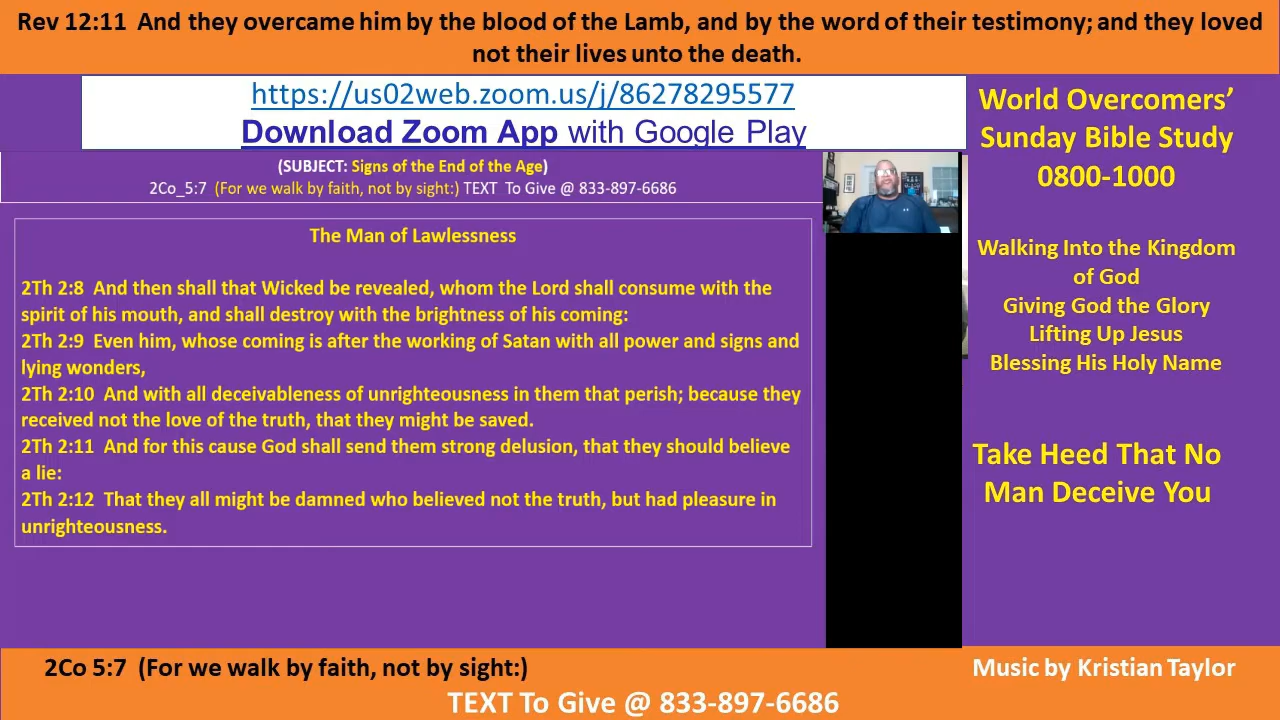 Rev 12:11  And they overcame him by the blood of the Lamb, and by the word of their testimony; and they loved
not their lives unto the death.
https://us02web.zoom.us/j/86278295577
Download Zoom App with Google Play
(SUBJECT: Signs of the End of the Age)
2Co_5:7  (For we walk by faith, not by sight:) TEXT  To Give @ 833-897-6686
The Man of Lawlessness
2Th 2:8  And then shall that Wicked be revealed, whom the Lord shall consume with the
spirit of his mouth, and shall destroy with the brightness of his coming:
2Th 2:9  Even him, whose coming is after the working of Satan with all power and signs and
lying wonders,
2Th 2:10  And with all deceivableness of unrighteousness in them that perish; because they
received not the love of the truth, that they might be saved.
2Th 2:11  And for this cause God shall send them strong delusion, that they should believe
a lie:
2Th 2:12  That they all might be damned who believed not the truth, but had pleasure in
unrighteousness.
World Overcomers’
Sunday Bible Study
0800-1000
Walking Into the Kingdom
of God
Giving God the Glory
Lifting Up Jesus
Blessing His Holy Name
Take Heed That No
Man Deceive You
2Co 5:7  (For we walk by faith, not by sight:)
Music by Kristian Taylor
TEXT To Give @ 833-897-6686